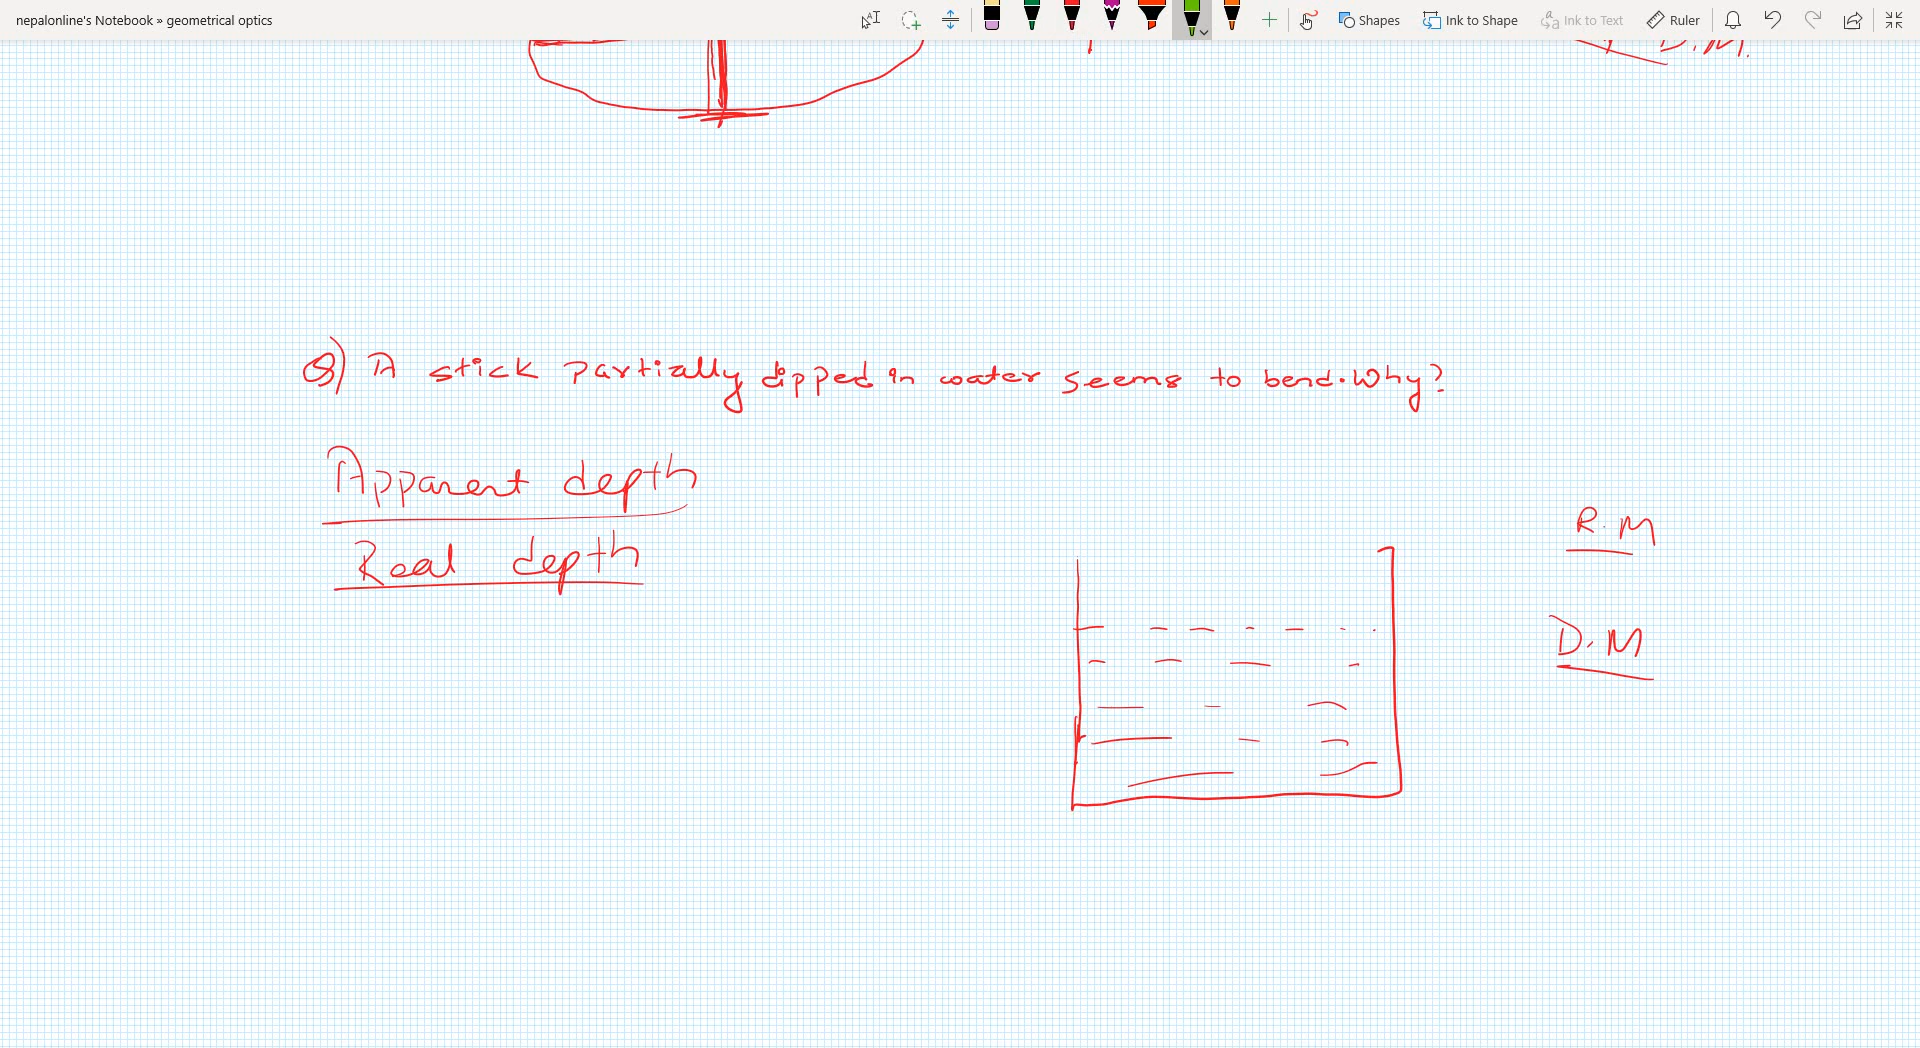 nepalonline's Notebook » geometrical optics
Shapes
Ink to Shape
Ink to Text
Ruler
D.M.
Q) A stick partially dipped in water seems to bend. Why?
Apparent depth
Real depth
R.M
D.M